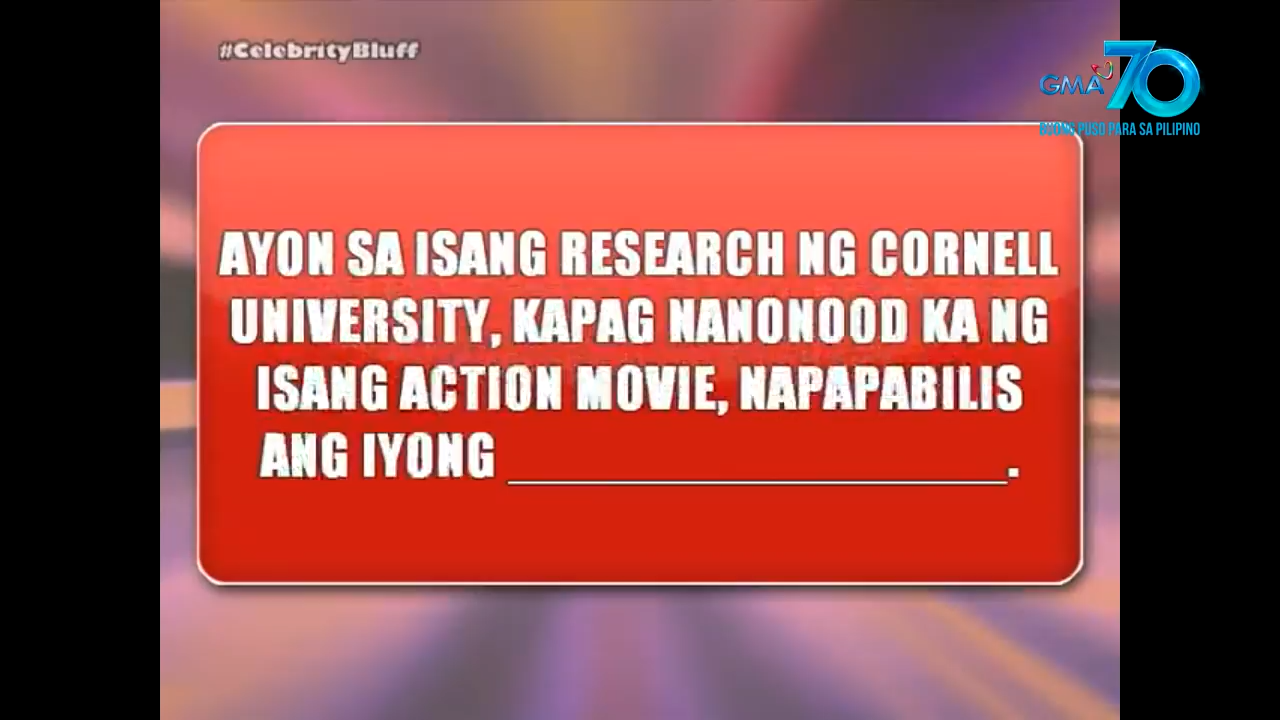 #CelebrityBluff
GMA 70
BUONG PUSO PARA SA PILIPINO
AYON SA ISANG RESEARCH NG CORNELL
UNIVERSITY, KAPAG NANONOOD KA NG
ISANG ACTION MOVIE, NAPAPABILIS
ANG IYONG ____________________.